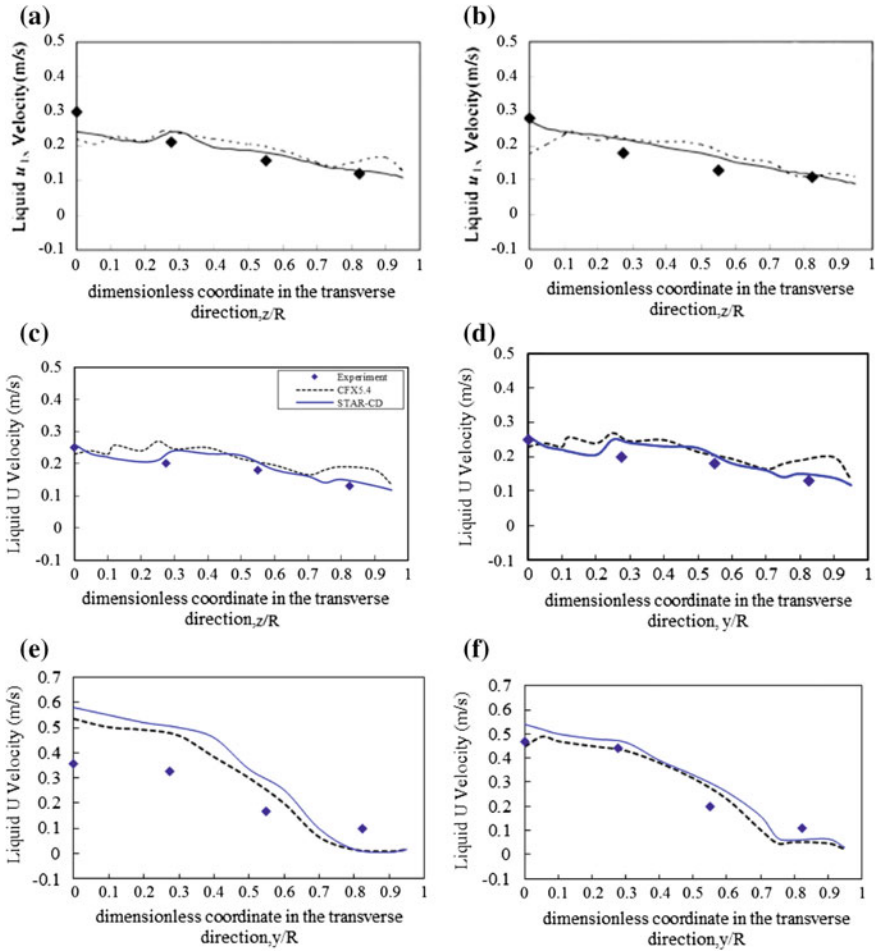 (a)
Liquid u₁, Velocity(m/s)
0.5
0.4
0.3
0.2
0.1
0
-0.1
0 0.1 0.2 0.3 0.4 0.5 0.6 0.7 0.8 0.9 1
dimensionless coordinate in the transverse
direction,z/R
(b)
Liquid u₁, Velocity(m/s)
0.5
0.4
0.3
0.2
0.1
0
-0.1
0 0.1 0.2 0.3 0.4 0.5 0.6 0.7 0.8 0.9 1
dimensionless coordinate in the transverse
direction,z/R
(c)
Liquid U Velocity (m/s)
0.5
0.4
0.3
0.2
0.1
0
-0.1
Experiment
CFX5.4
STAR-CD
0 0.1 0.2 0.3 0.4 0.5 0.6 0.7 0.8 0.9 1
dimensionless coordinate in the transverse
direction,z/R
(d)
Liquid U Velocity (m/s)
0.5
0.4
0.3
0.2
0.1
0
-0.1
0 0.1 0.2 0.3 0.4 0.5 0.6 0.7 0.8 0.9 1
dimensionless coordinate in the transverse
direction, y/R
(e)
Liquid U Velocity (m/s)
0.7
0.6
0.5
0.4
0.3
0.2
0.1
0
-0.1
0 0.1 0.2 0.3 0.4 0.5 0.6 0.7 0.8 0.9 1
dimensionless coordinate in the transverse
direction,y/R
(f)
Liquid U Velocity (m/s)
0.7
0.6
0.5
0.4
0.3
0.2
0.1
0
-0.1
0 0.1 0.2 0.3 0.4 0.5 0.6 0.7 0.8 0.9 1
dimensionless coordinate in the transverse
direction,y/R